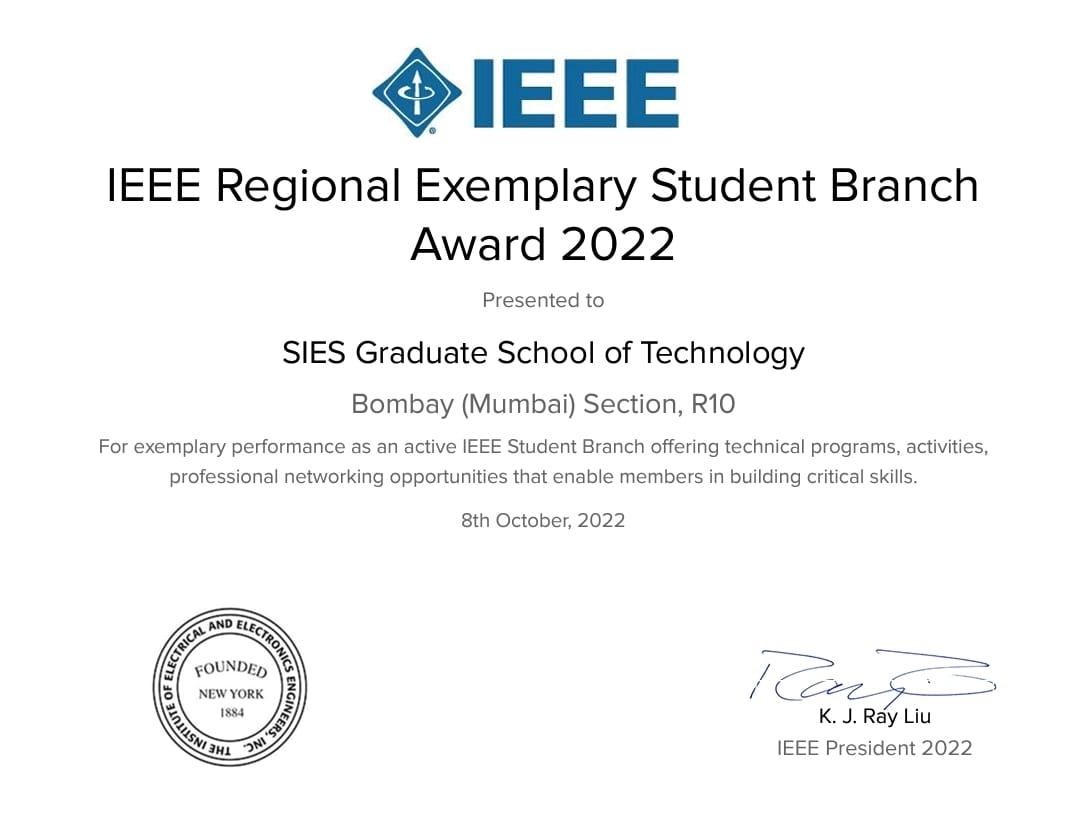 IEEE
IEEE Regional Exemplary Student Branch
Award 2022
Presented to
SIES Graduate School of Technology
Bombay (Mumbai) Section, R10
For exemplary performance as an active IEEE Student Branch offering technical programs, activities,
professional networking opportunities that enable members in building critical skills.
8th October, 2022
THE INSTITUTE OF ELECTRICAL AND ELECTRONICS ENGINEERS, INC.
FOUNDED
NEW YORK
1884
K. J. Ray Liu
IEEE President 2022